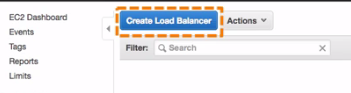 EC2 Dashboard
Events
Tags
Reports
Limits
Create Load Balancer
Actions
Filter: Search